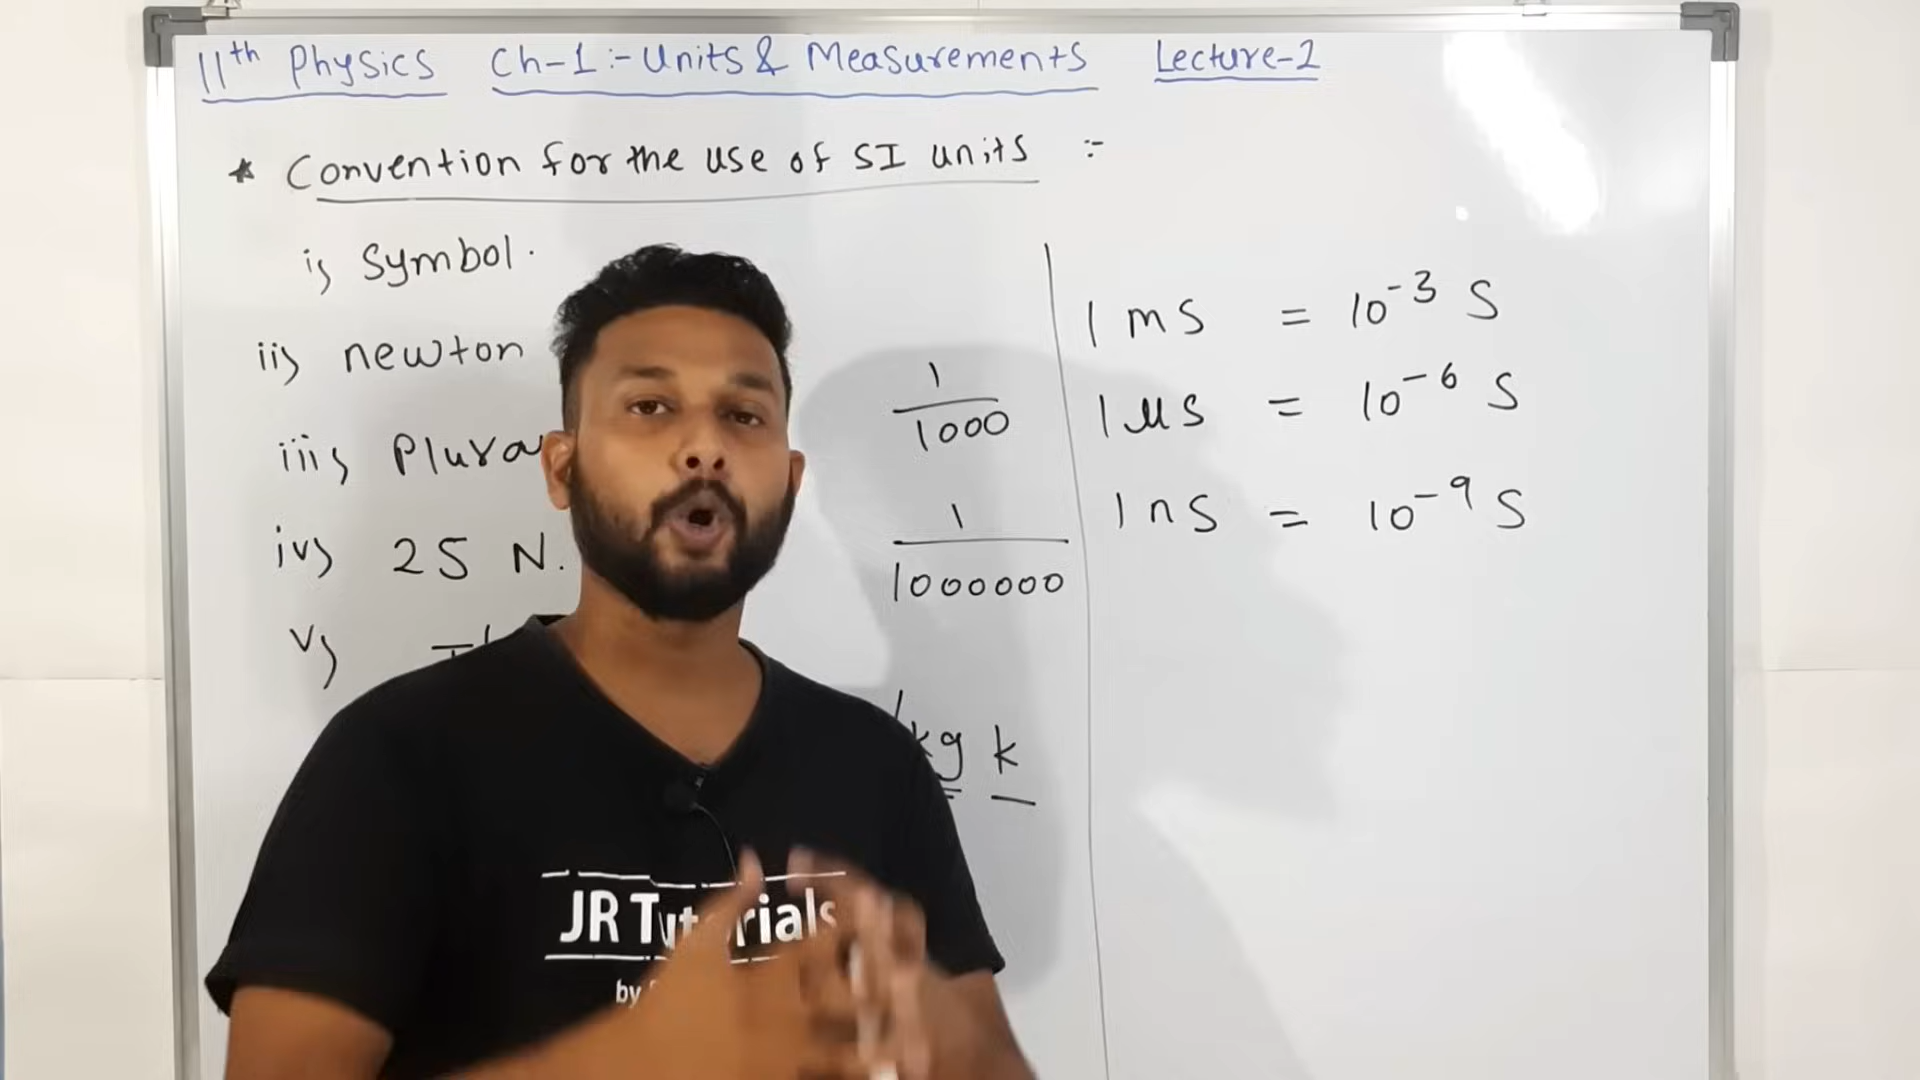 11th Physics Ch-1:- Units & Measurements Lecture-2
* Convention for the use of SI units :-
i) Symbol.
ii) newton
iii) Plura
iv) 25 N.
v)
1
1000
1
1000000
kg k
1 ms = 10⁻³ S
1 μs = 10⁻⁶ S
1 ns = 10⁻⁹ S
JR Tutorials
by